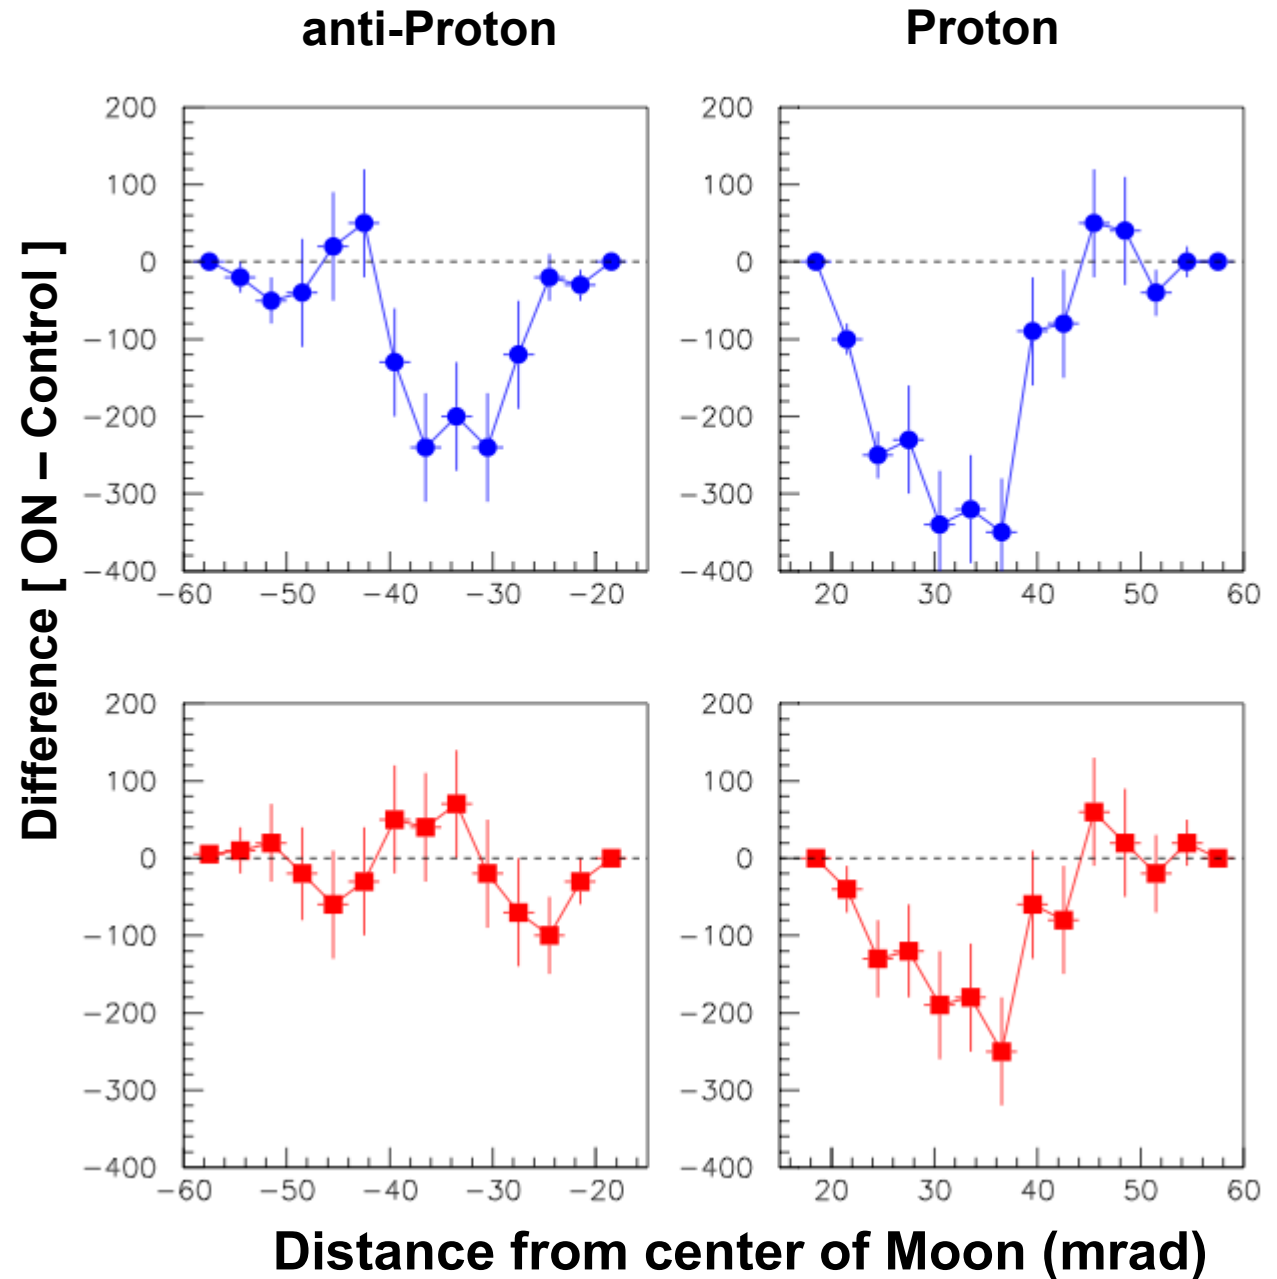 anti-Proton Proton
Difference [ ON – Control ]
200 200
100 100
0 0
−100 −100
−200 −200
−300 −300
−400 −400
−60 −50 −40 −30 −20 20 30 40 50 60
200 200
100 100
0 0
−100 −100
−200 −200
−300 −300
−400 −400
−60 −50 −40 −30 −20 20 30 40 50 60
Distance from center of Moon (mrad)